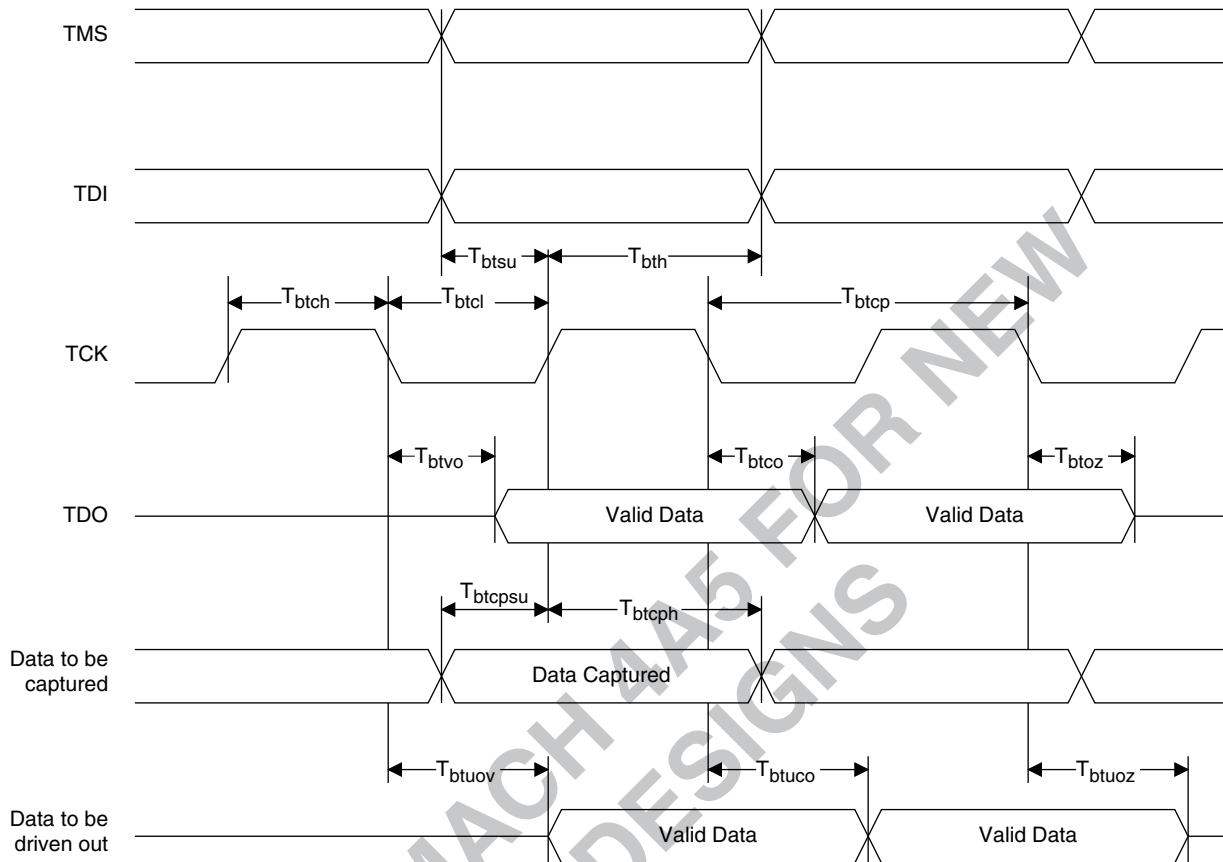 TMS
TDI
Tbtsu
Tbth
Tbtch
Tbtcl
Tbtcp
TCK
Tbtvo
Tbtco
Tbtoz
TDO
Valid Data
Valid Data
Tbtcpsu
Tbtcph
Data to be
captured
Data Captured
Tbtuov
Tbtuco
Tbtuoz
Data to be
driven out
Valid Data
Valid Data
MACH 4A5 FOR NEW
DESIGNS